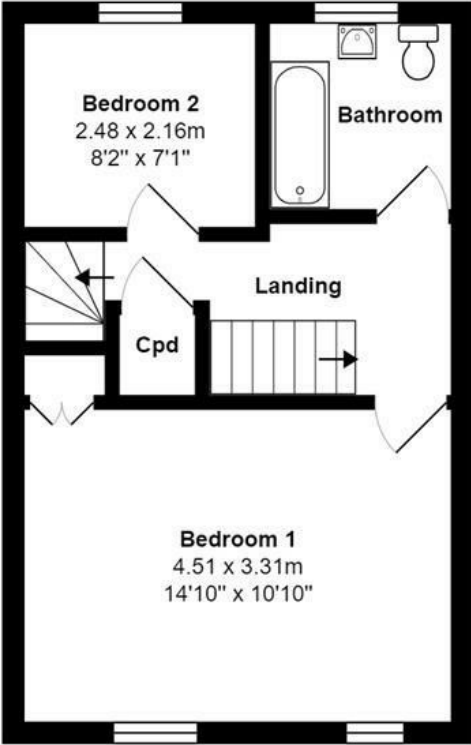 Bedroom 2
2.48 x 2.16m
8'2" x 7'1"
Bathroom
Landing
Cpd
Bedroom 1
4.51 x 3.31m
14'10" x 10'10"